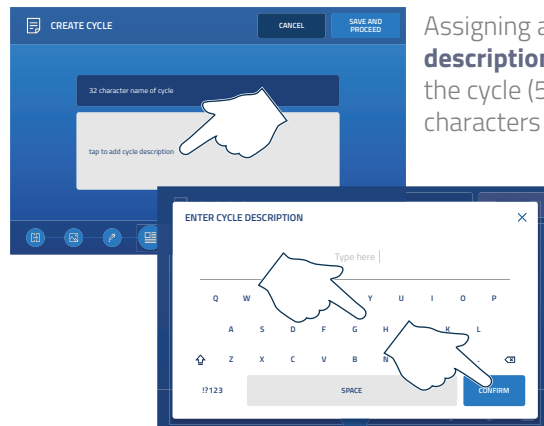 CREATE CYCLE
CANCEL
SAVE AND
PROCEED
32 character name of cycle
tap to add cycle description
Assigning
description
the cycle (5
characters
ENTER CYCLE DESCRIPTION
Type here
Q W Y U I O P
A S D F G H K L
Z X C V B N .
!?123
SPACE
CONFIRM